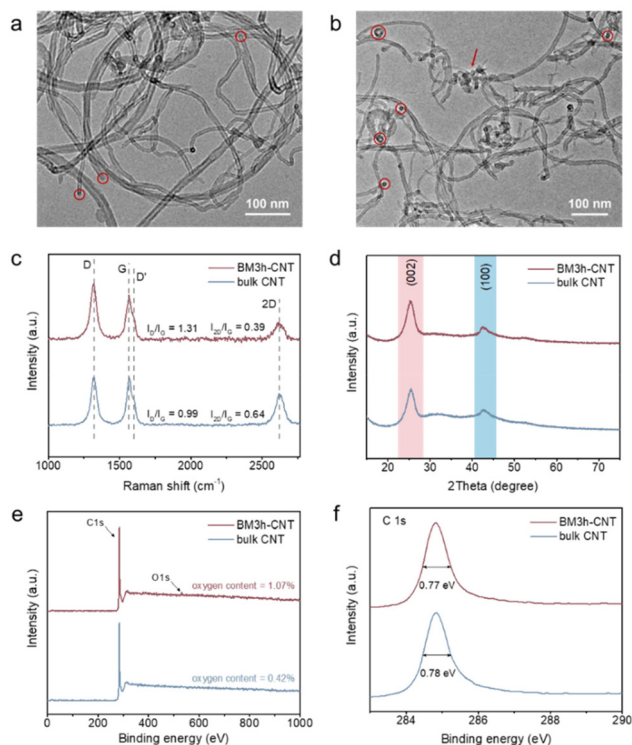 a
100 nm
b
100 nm
c
D
G
D'
2D
BM3h-CNT
bulk CNT
I_D/I_G = 1.31 I_2D/I_G = 0.39
I_D/I_G = 0.99 I_2D/I_G = 0.64
Intensity (a.u.)
1000 1500 2000 2500
Raman shift (cm⁻¹)
d
(002)
(100)
BM3h-CNT
bulk CNT
Intensity (a.u.)
20 30 40 50 60 70
2Theta (degree)
e
C1s
O1s
BM3h-CNT
bulk CNT
oxygen content = 1.07%
oxygen content = 0.42%
Intensity (a.u.)
0 200 400 600 800 1000
Binding energy (eV)
f
C 1s
BM3h-CNT
bulk CNT
0.77 eV
0.78 eV
Intensity (a.u.)
284 286 288 290
Binding energy (eV)